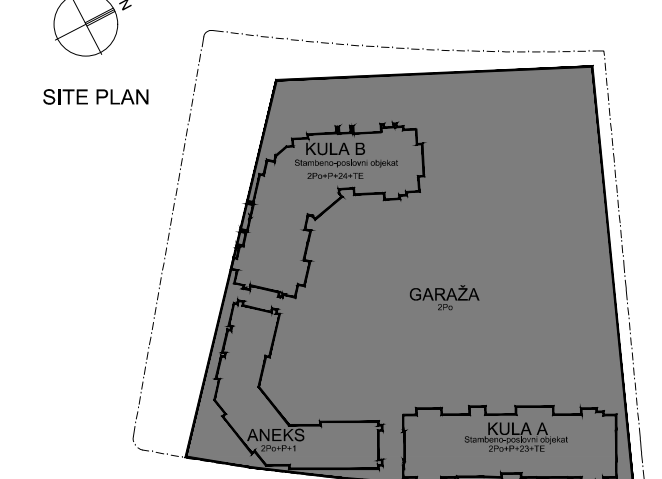 N
SITE PLAN
KULA B
Stambeno-poslovni objekat
2Po+P+24+TE
GARAŽA
2Po
ANEKS
2Po+P+1
KULA A
Stambeno-poslovni objekat
2Po+P+23+TE